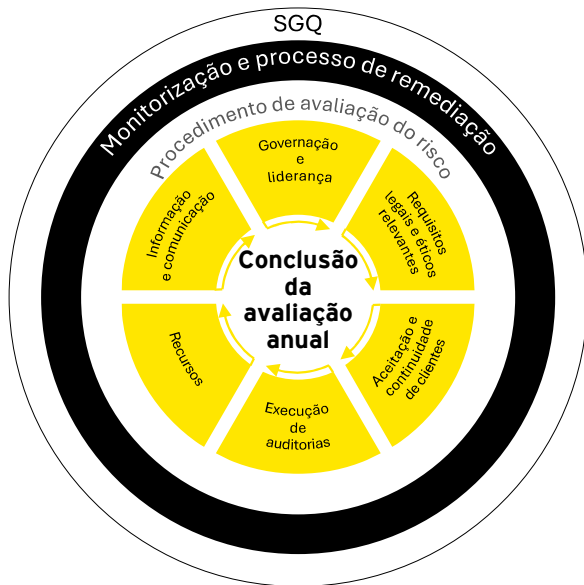 SGQ
Monitorização e processo de remediação
Procedimento de avaliação do risco
Governação
e
liderança
Requisitos
legais e éticos
relevantes
Aceitação e
continuidade
de clientes
Execução
de
auditorias
Recursos
Informação
e comunicação
Conclusão
da
avaliação
anual